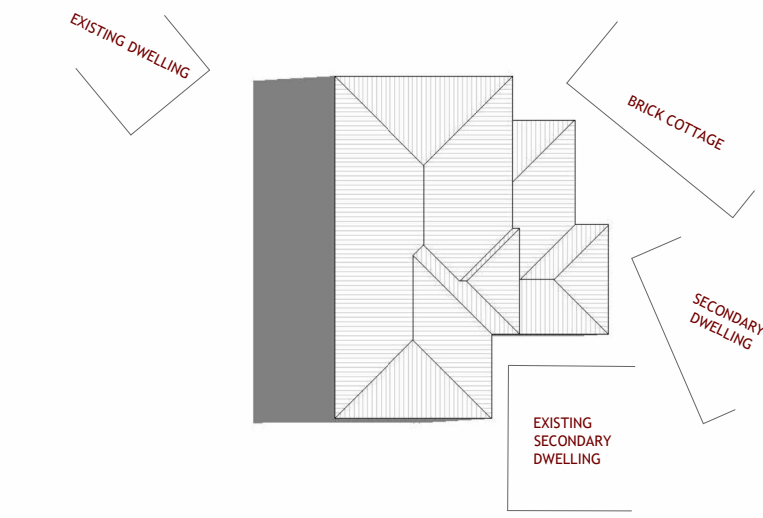 EXISTING DWELLING
BRICK COTTAGE
SECONDARY
DWELLING
EXISTING
SECONDARY
DWELLING